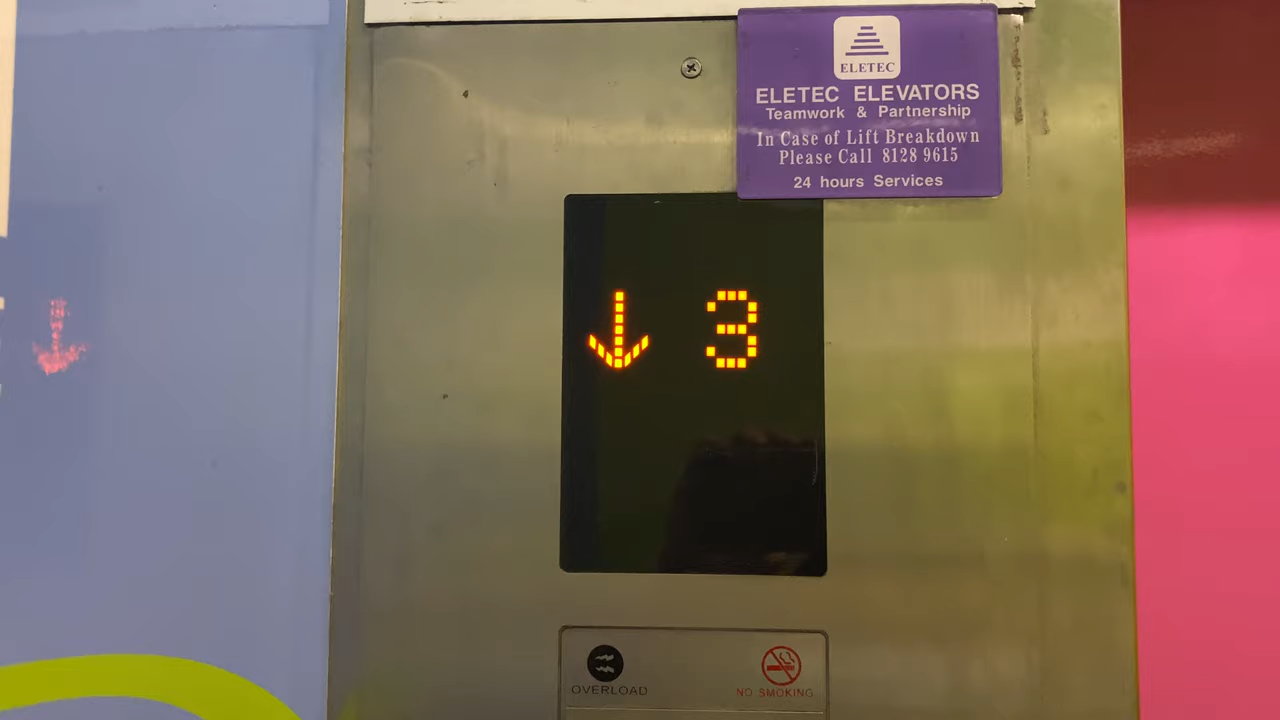 ELETEC
ELETEC ELEVATORS
Teamwork & Partnership
In Case of Lift Breakdown
Please Call 8128 9615
24 hours Services
↓ 3
OVERLOAD
NO SMOKING